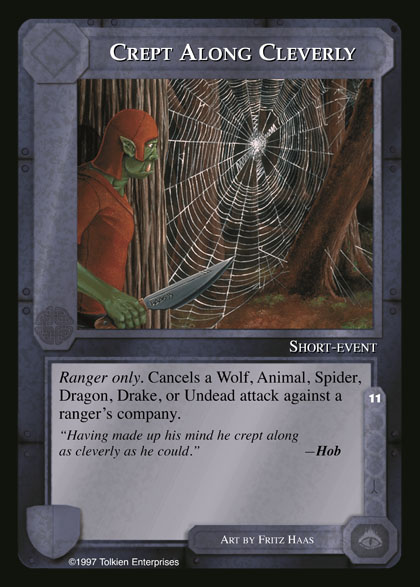 CREPT ALONG CLEVERLY
SHORT-EVENT
Ranger only. Cancels a Wolf, Animal, Spider,
Dragon, Drake, or Undead attack against a
ranger's company.
11
“Having made up his mind he crept along
as cleverly as he could.” —Hob
ART BY FRITZ HAAS
©1997 Tolkien Enterprises